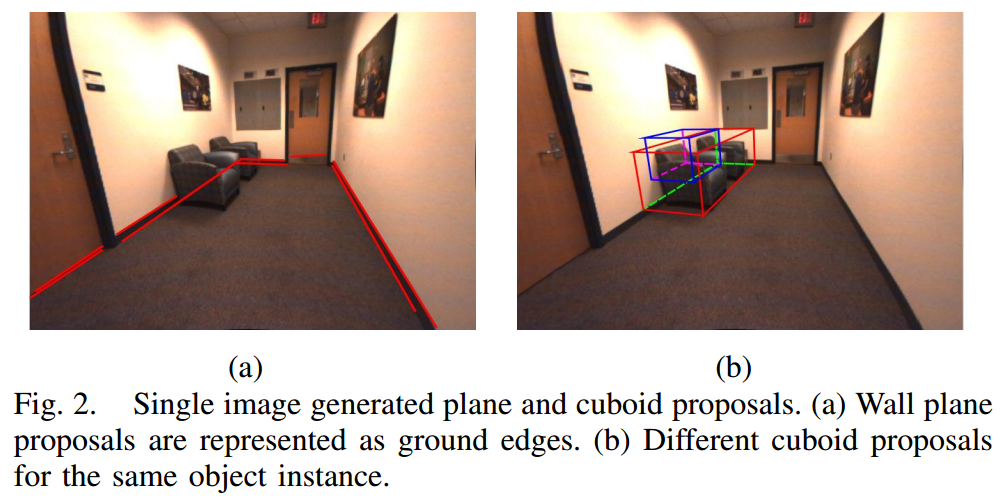 (a)
(b)
Fig. 2. Single image generated plane and cuboid proposals. (a) Wall plane
proposals are represented as ground edges. (b) Different cuboid proposals
for the same object instance.